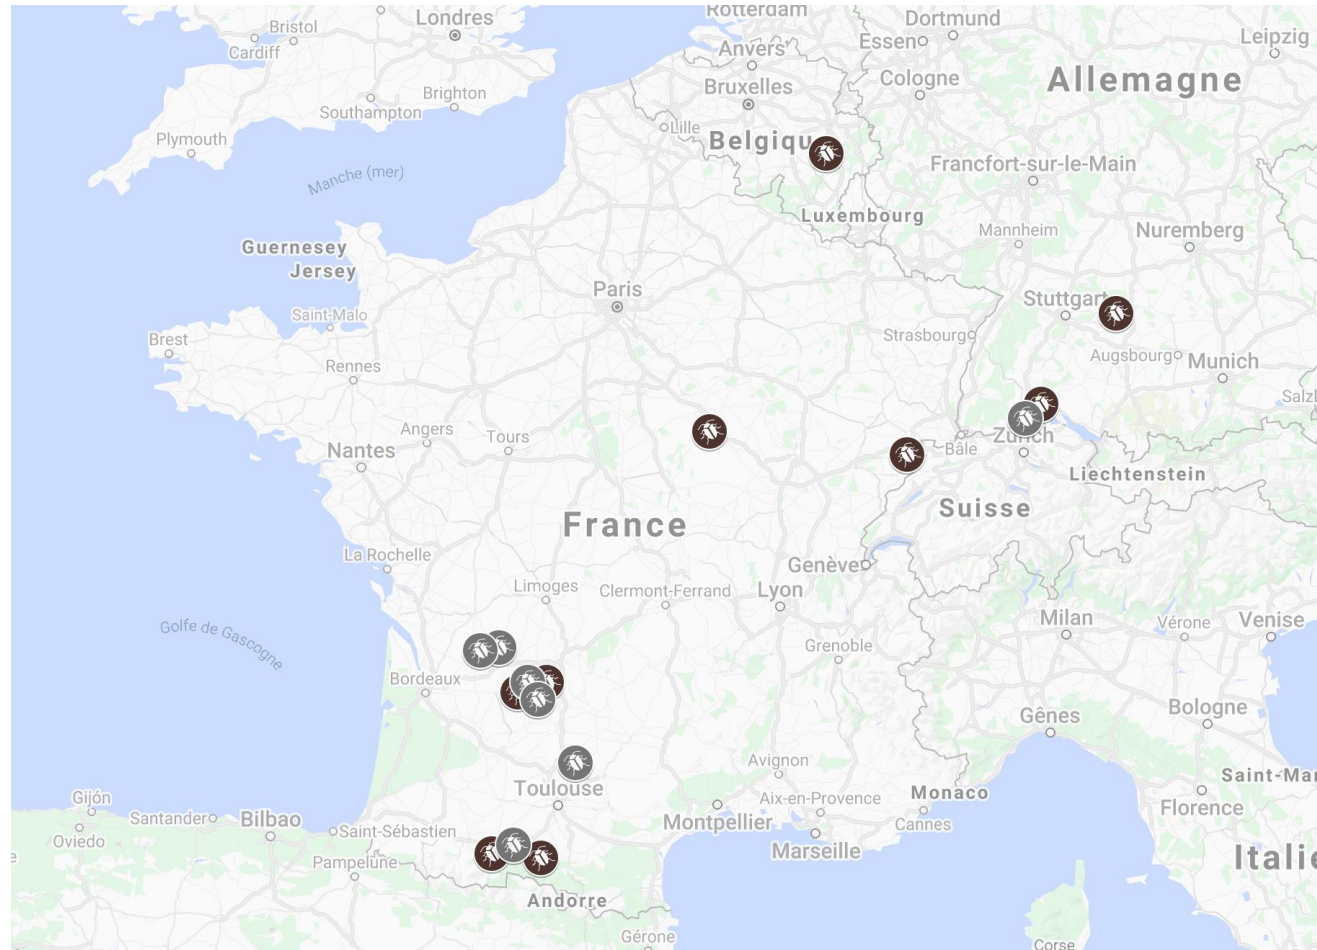 Rotterdam
Londres
Dortmund
Bristol
Essen
Leipzig
Cardiff
Anvers
Cologne
Allemagne
Bruxelles
Brighton
Southampton
Lille
Plymouth
Belgiqu
Francfort-sur-le-Main
Manche (mer)
Luxembourg
Mannheim
Nuremberg
Guernesey
Jersey
Paris
Stuttgart
Saint-Malo
Strasbourg
Brest
Augsbourg
Munich
Rennes
Salzb
Angers
Tours
Zurich
Nantes
Bâle
Liechtenstein
Suisse
France
La Rochelle
Genève
Limoges
Clermont-Ferrand
Lyon
Milan
Vérone
Venise
Golfe de Gascogne
Grenoble
Bordeaux
Bologne
Gênes
Avignon
Saint-Mar
Toulouse
Monaco
Gijón
Aix-en-Provence
Florence
Santander
Bilbao
Montpellier
Cannes
Saint-Sébastien
Oviedo
Marseille
Italie
Pampelune
Andorre
Gérone
Corse